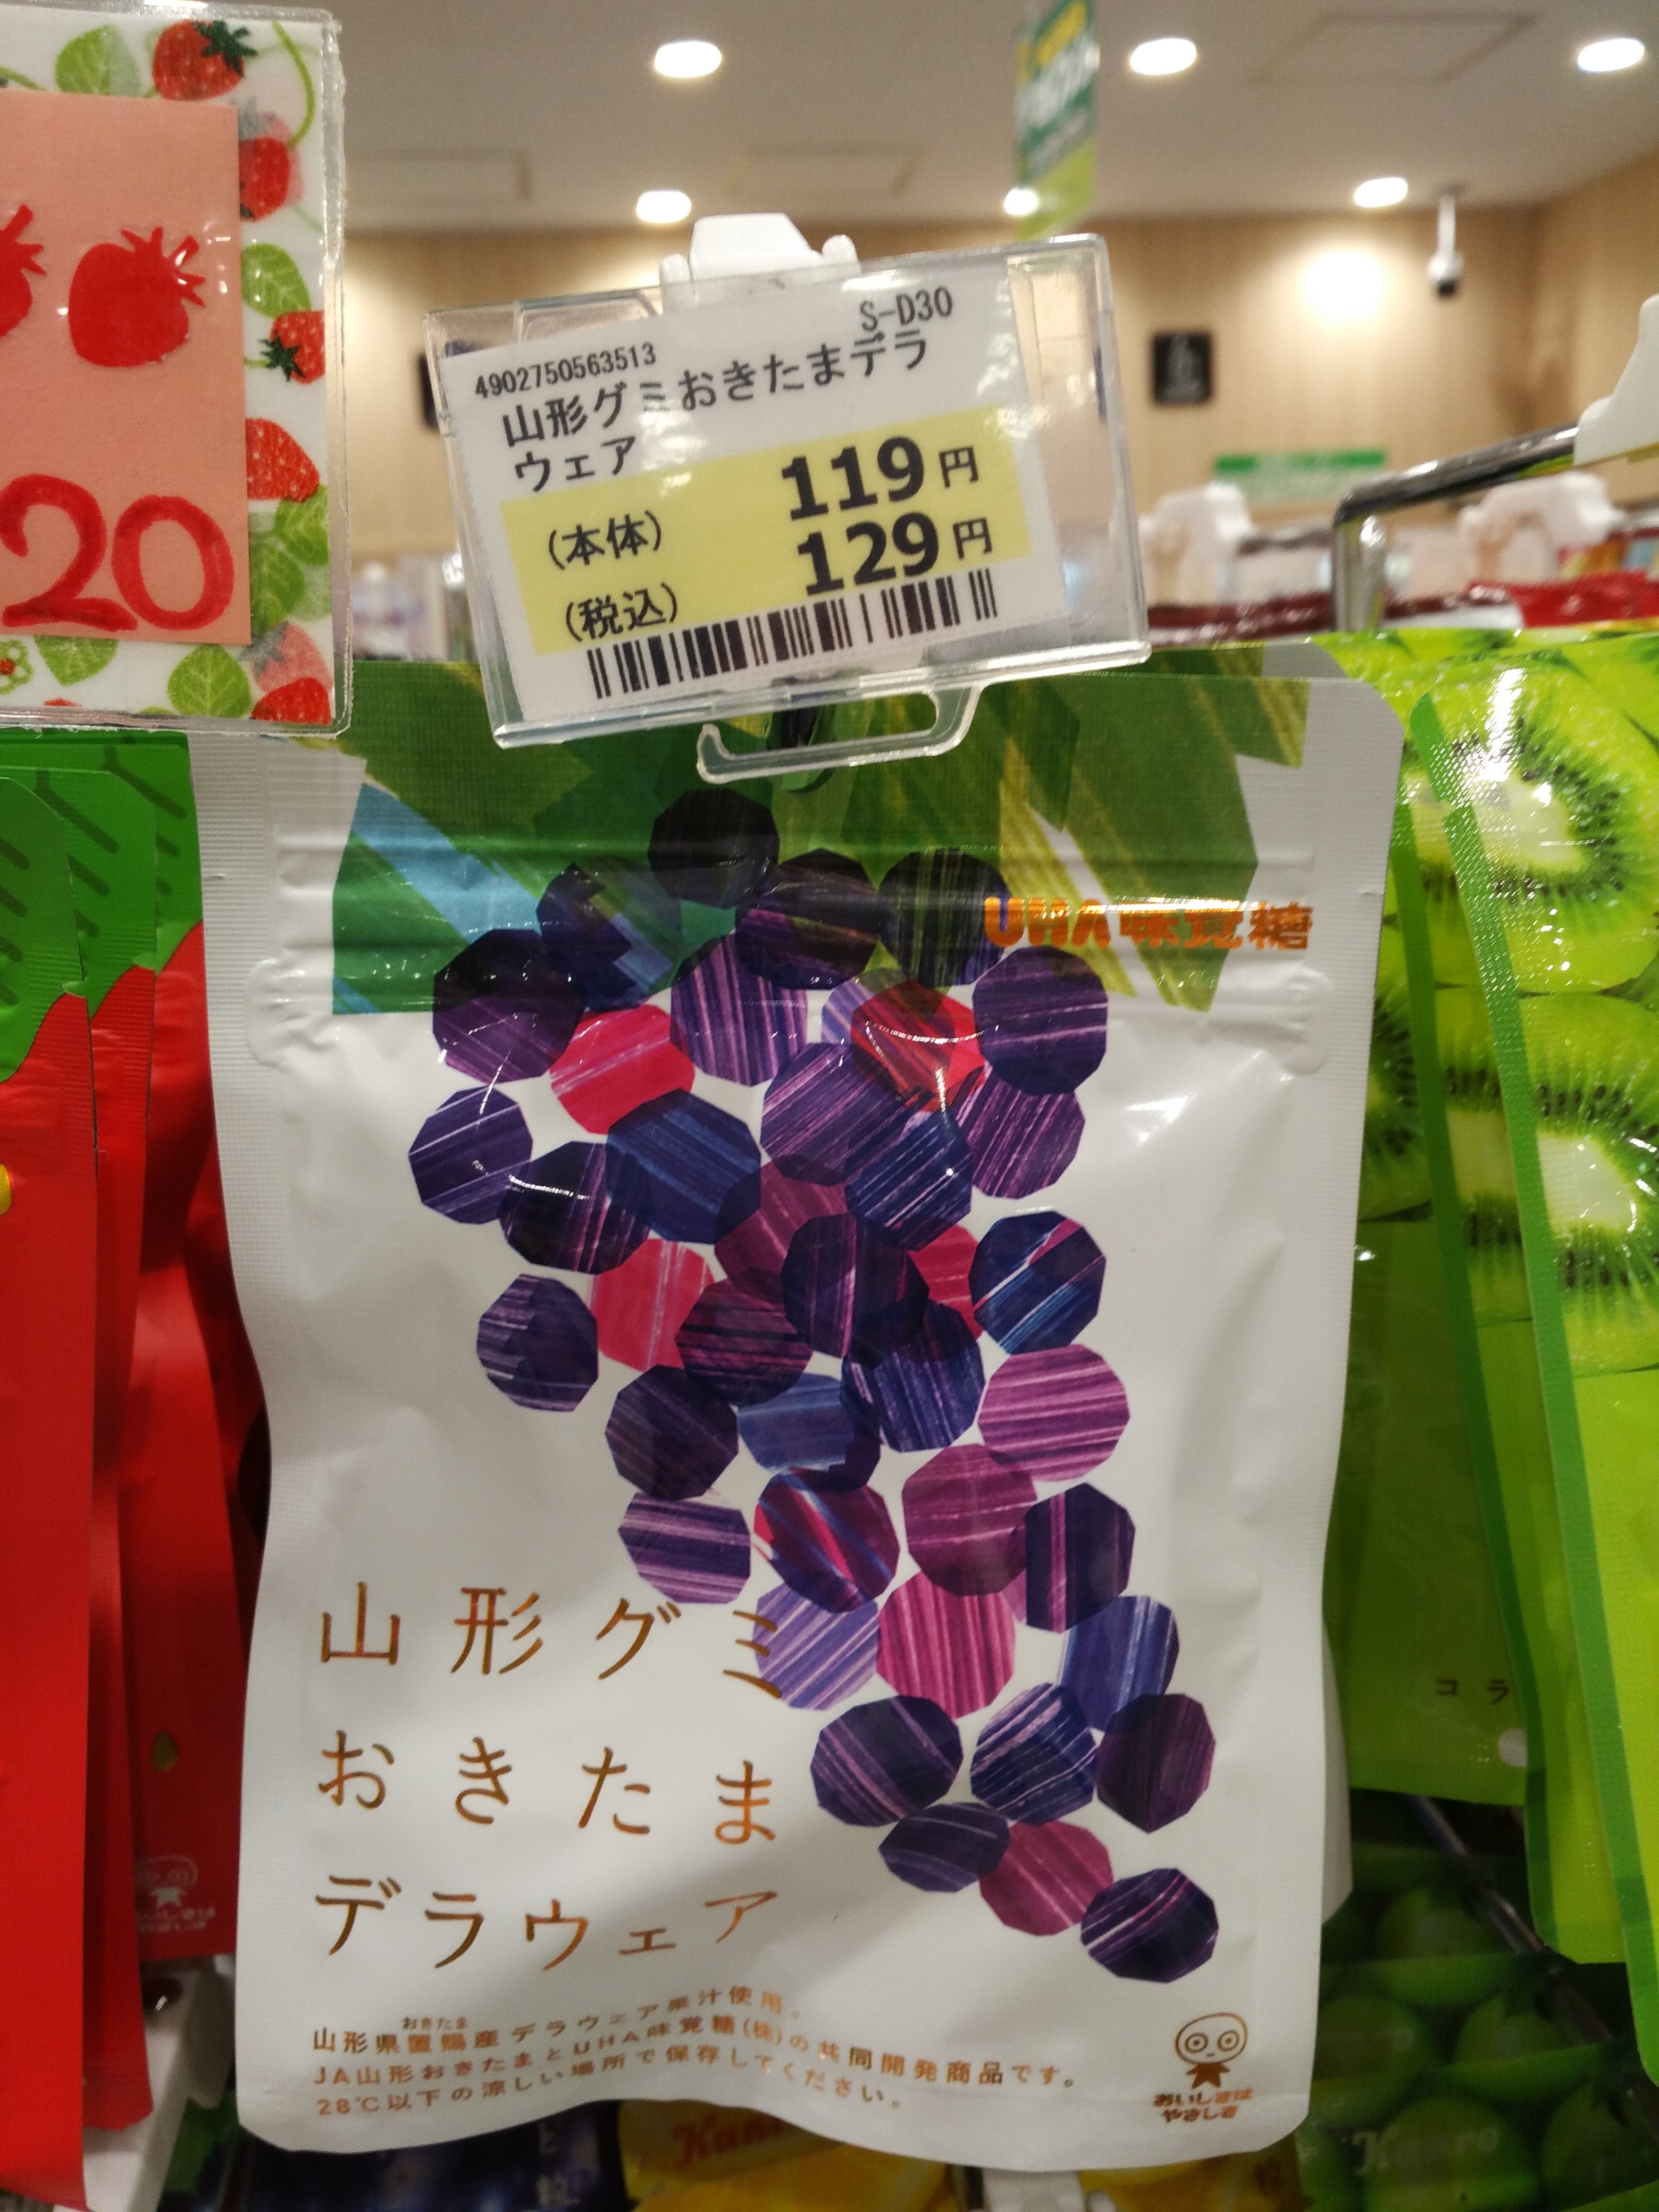 20
S-D30
4902750563513
山形グミおきたまデラ
ウェア
(本体) 119円
(税込) 129円
UHA味覚糖
山形グミ
おきたま
デラウェア
おきたま
山形県置賜産デラウェア果汁使用。
JA山形おきたまとUHA味覚糖(株)の共同開発商品です。
28℃以下の涼しい場所で保存してください。
おいしさは
やさしさ
コラ
Kanro